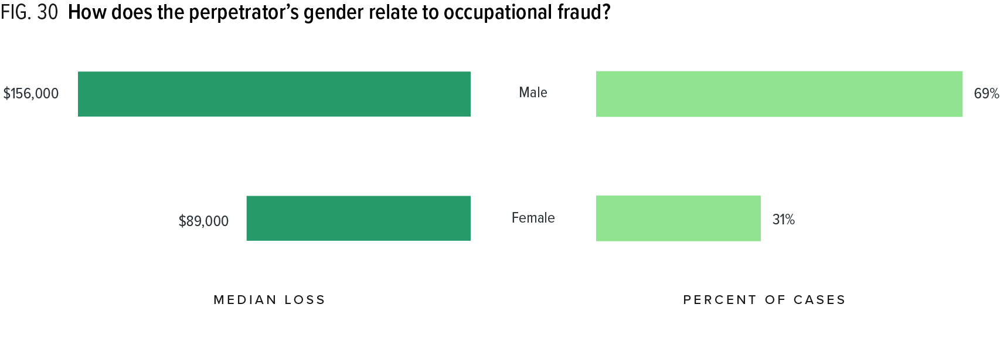 FIG. 30 How does the perpetrator’s gender relate to occupational fraud?
$156,000 Male 69%
$89,000 Female 31%
MEDIAN LOSS PERCENT OF CASES